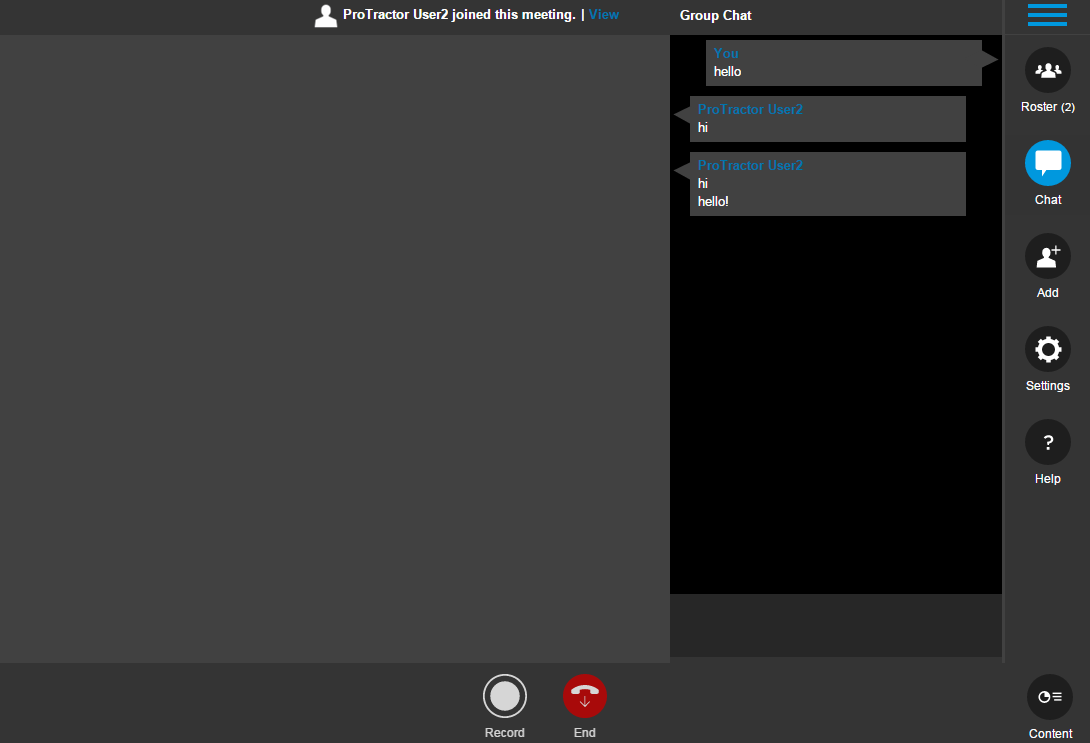 ProTractor User2 joined this meeting. | View
Group Chat
You
hello
ProTractor User2
hi
ProTractor User2
hi
hello!
Roster (2)
Chat
Add
Settings
?
Help
Record
End
Content